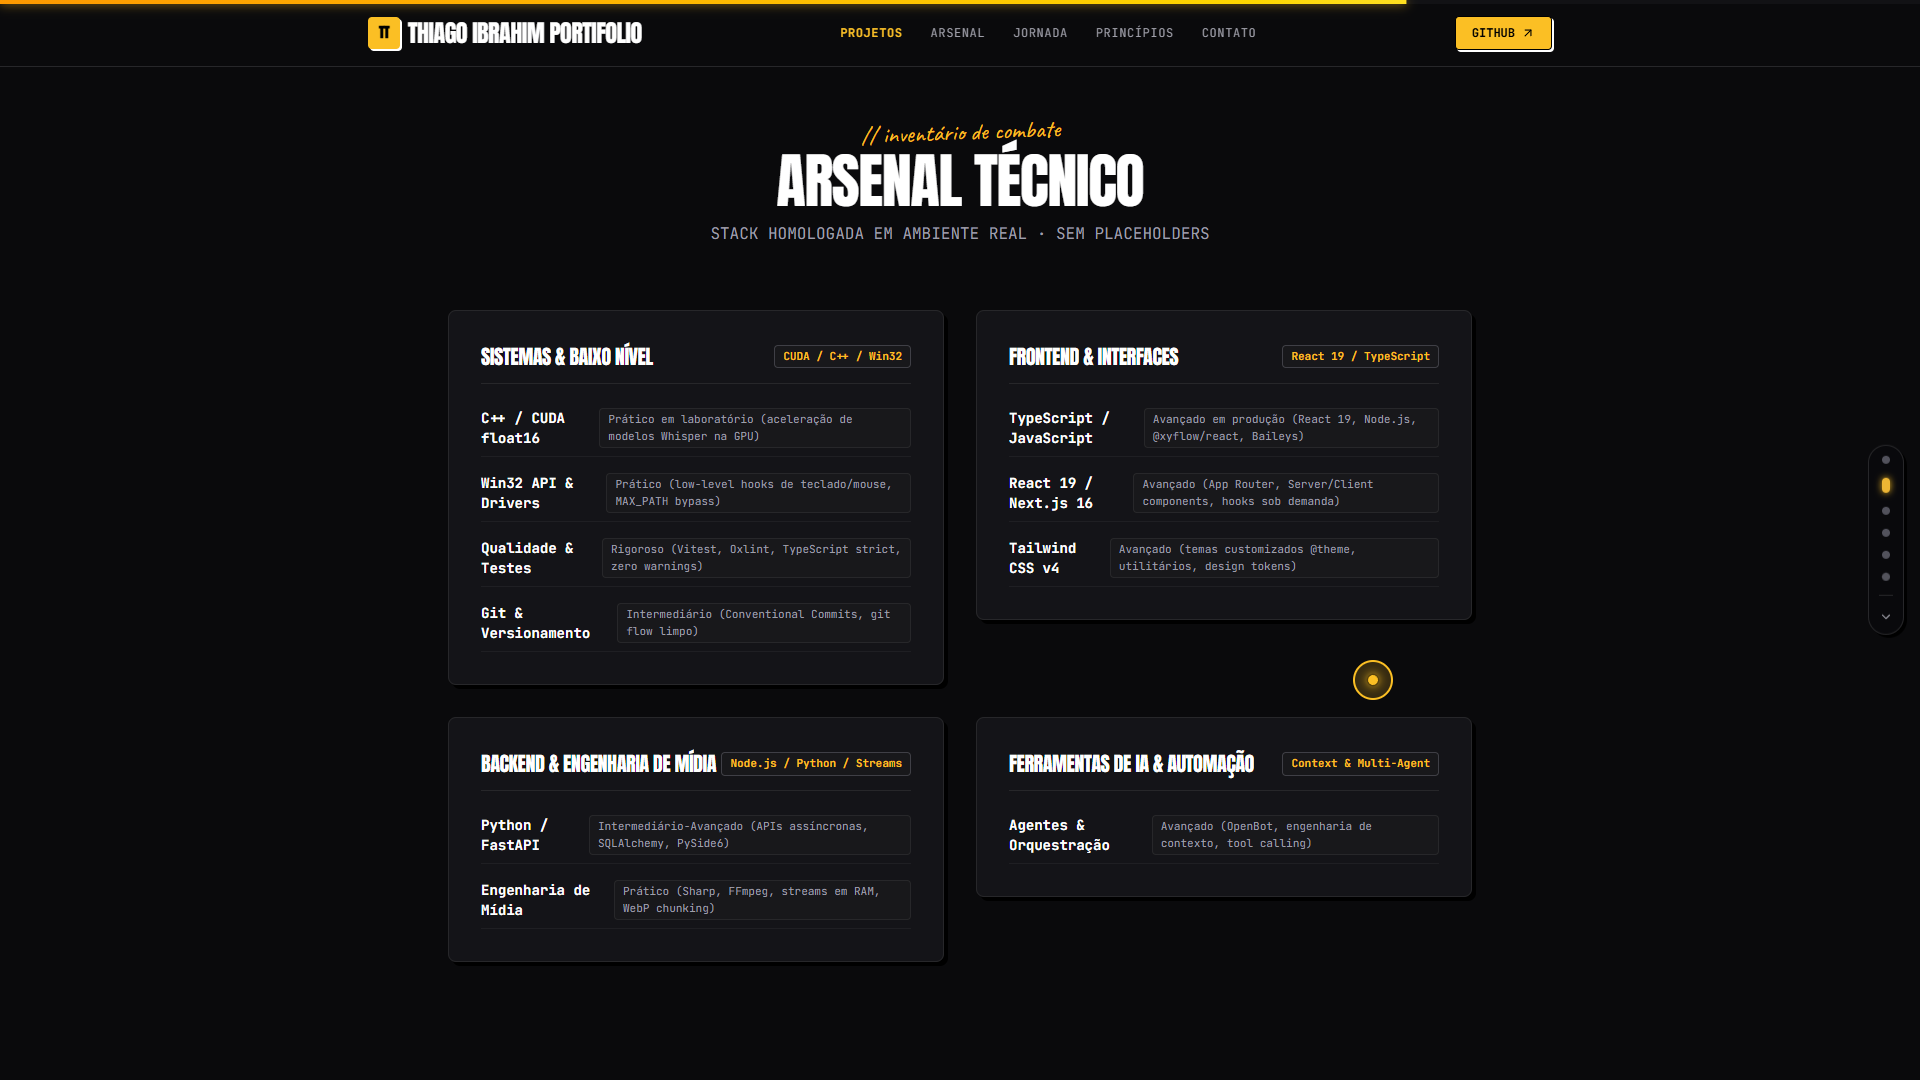 TI THIAGO IBRAHIM PORTIFOLIO
PROJETOS
ARSENAL
JORNADA
PRINCÍPIOS
CONTATO
GITHUB
// inventário de combate
ARSENAL TÉCNICO
STACK HOMOLOGADA EM AMBIENTE REAL · SEM PLACEHOLDERS
SISTEMAS & BAIXO NÍVEL
CUDA / C++ / Win32
C++ / CUDA
float16
Prático em laboratório (aceleração de
modelos Whisper na GPU)
Win32 API &
Drivers
Prático (low-level hooks de teclado/mouse,
MAX_PATH bypass)
Qualidade &
Testes
Rigoroso (Vitest, Oxlint, TypeScript strict,
zero warnings)
Git &
Versionamento
Intermediário (Conventional Commits, git
flow limpo)
FRONTEND & INTERFACES
React 19 / TypeScript
TypeScript /
JavaScript
Avançado em produção (React 19, Node.js,
@xyflow/react, Baileys)
React 19 /
Next.js 16
Avançado (App Router, Server/Client
components, hooks sob demanda)
Tailwind
CSS v4
Avançado (temas customizados @theme,
utilitários, design tokens)
BACKEND & ENGENHARIA DE MÍDIA
Node.js / Python / Streams
Python /
FastAPI
Intermediário-Avançado (APIs assíncronas,
SQLAlchemy, PySide6)
Engenharia de
Mídia
Prático (Sharp, FFmpeg, streams em RAM,
WebP chunking)
FERRAMENTAS DE IA & AUTOMAÇÃO
Context & Multi-Agent
Agentes &
Orquestração
Avançado (OpenBot, engenharia de
contexto, tool calling)